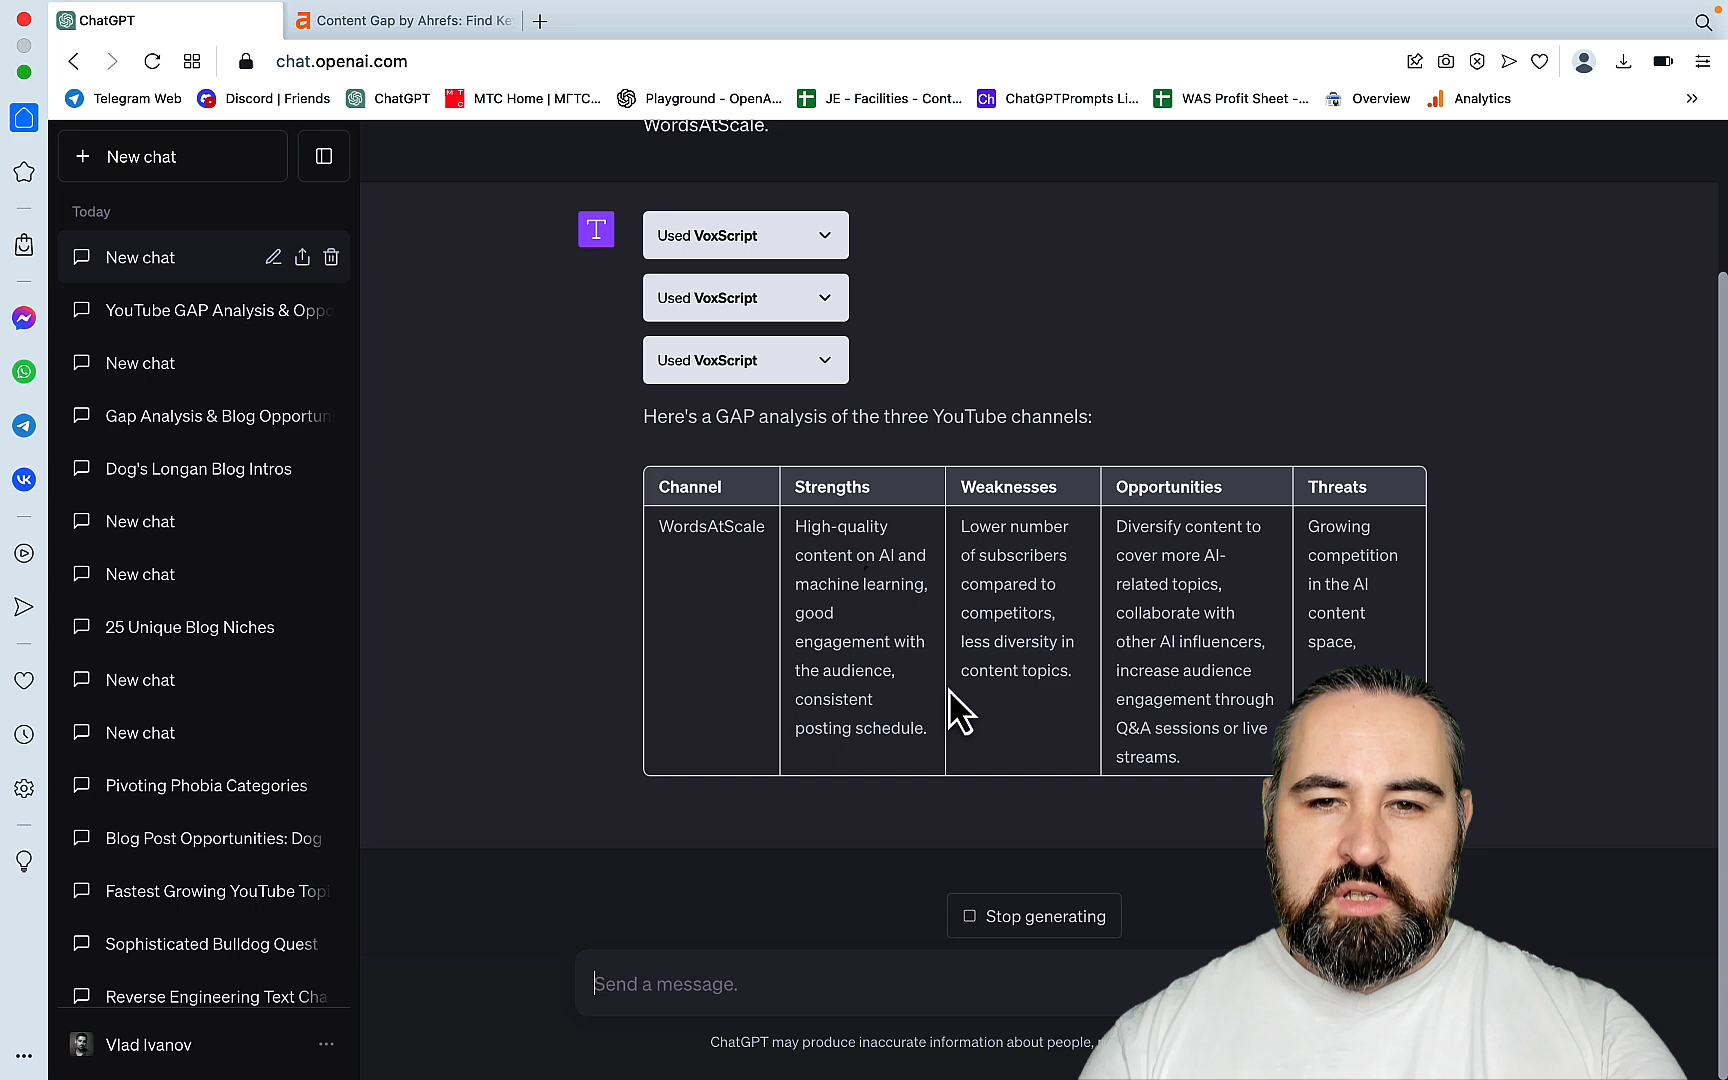 ChatGPT
Content Gap by Ahrefs: Find Ke
chat.openai.com
Telegram Web
Discord | Friends
ChatGPT
МТС Home | МГТС...
Playground - OpenA...
JE - Facilities - Cont...
Ch
ChatGPTPrompts Li...
WAS Profit Sheet -...
Overview
Analytics
WordsAtScale.
New chat
Today
New chat
YouTube GAP Analysis & Oppo
New chat
Gap Analysis & Blog Opportun
Dog's Longan Blog Intros
New chat
New chat
25 Unique Blog Niches
New chat
New chat
Pivoting Phobia Categories
Blog Post Opportunities: Dog
Fastest Growing YouTube Topi
Sophisticated Bulldog Quest
Reverse Engineering Text Cha
Vlad Ivanov
T
Used VoxScript
Used VoxScript
Used VoxScript
Here's a GAP analysis of the three YouTube channels:
Channel
Strengths
Weaknesses
Opportunities
Threats
WordsAtScale
High-quality
content on AI and
machine learning,
good
engagement with
the audience,
consistent
posting schedule.
Lower number
of subscribers
compared to
competitors,
less diversity in
content topics.
Diversify content to
cover more AI-
related topics,
collaborate with
other AI influencers,
increase audience
engagement through
Q&A sessions or live
streams.
Growing
competition
in the AI
content
space,
Stop generating
Send a message.
ChatGPT may produce inaccurate information about people,